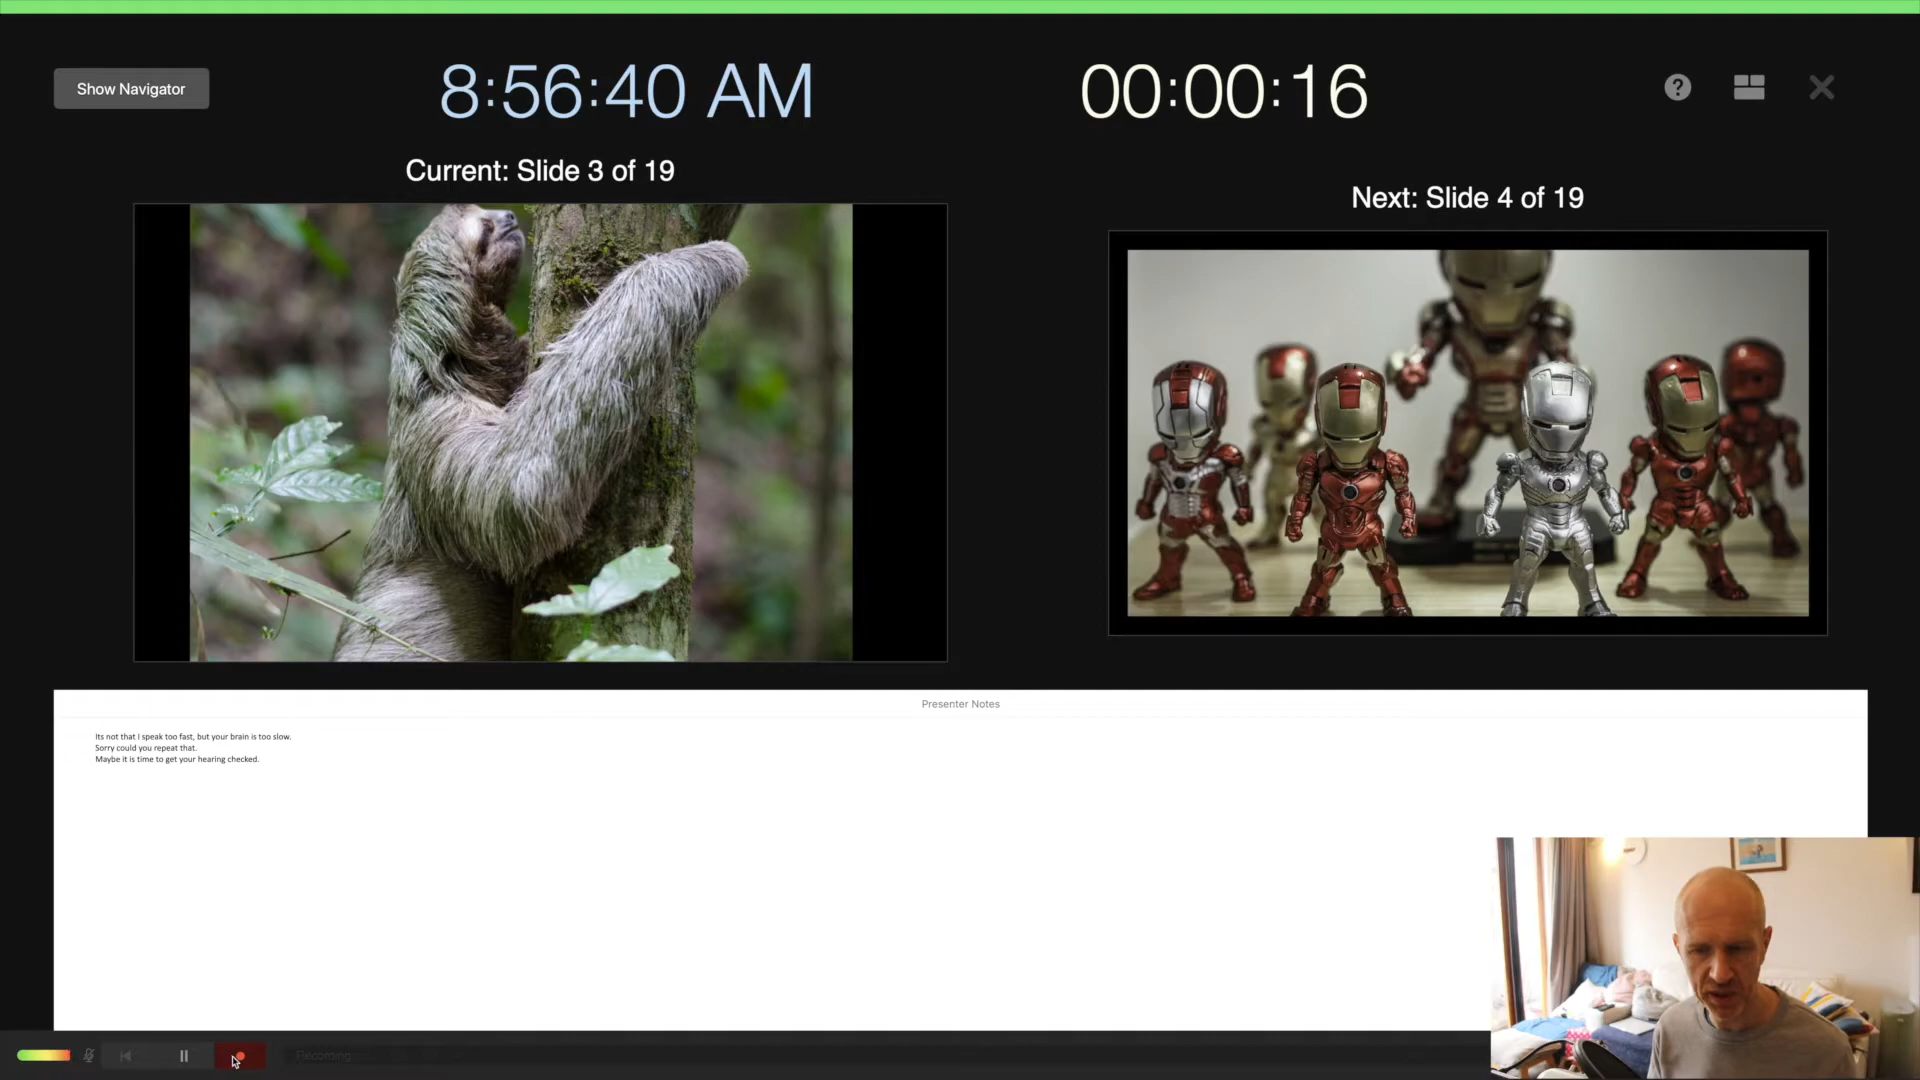 Show Navigator
8:56:40 AM
00:00:16
?
Current: Slide 3 of 19
Next: Slide 4 of 19
Presenter Notes
Its not that I speak too fast, but your brain is too slow.
Sorry could you repeat that.
Maybe it is time to get your hearing checked.
Recording